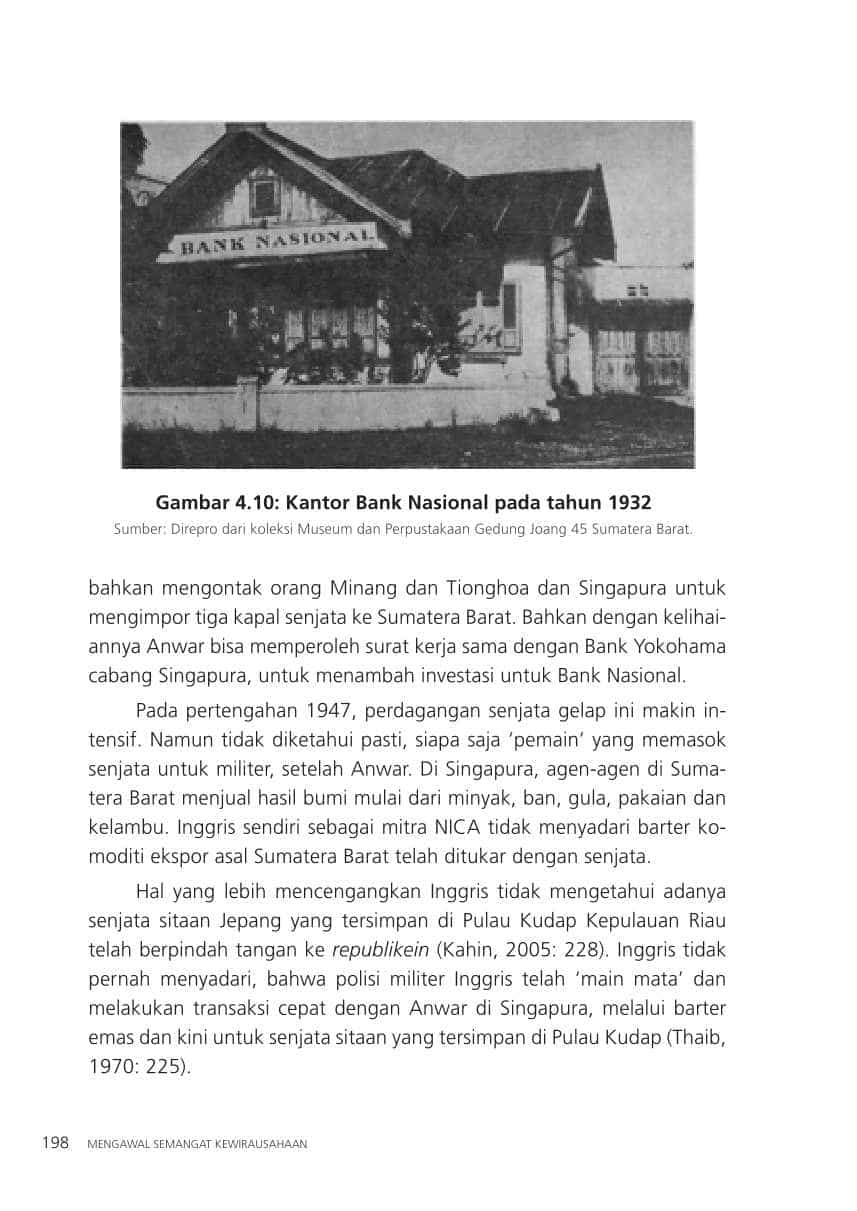 BANK NASIONAL
Gambar 4.10: Kantor Bank Nasional pada tahun 1932
Sumber: Direpro dari koleksi Museum dan Perpustakaan Gedung Joang 45 Sumatera Barat.
bahkan mengontak orang Minang dan Tionghoa dan Singapura untuk
mengimpor tiga kapal senjata ke Sumatera Barat. Bahkan dengan kelihai-
annya Anwar bisa memperoleh surat kerja sama dengan Bank Yokohama
cabang Singapura, untuk menambah investasi untuk Bank Nasional.
Pada pertengahan 1947, perdagangan senjata gelap ini makin in-
tensif. Namun tidak diketahui pasti, siapa saja ‘pemain’ yang memasok
senjata untuk militer, setelah Anwar. Di Singapura, agen-agen di Suma-
tera Barat menjual hasil bumi mulai dari minyak, ban, gula, pakaian dan
kelambu. Inggris sendiri sebagai mitra NICA tidak menyadari barter ko-
moditi ekspor asal Sumatera Barat telah ditukar dengan senjata.
Hal yang lebih mencengangkan Inggris tidak mengetahui adanya
senjata sitaan Jepang yang tersimpan di Pulau Kudap Kepulauan Riau
telah berpindah tangan ke republikein (Kahin, 2005: 228). Inggris tidak
pernah menyadari, bahwa polisi militer Inggris telah ‘main mata’ dan
melakukan transaksi cepat dengan Anwar di Singapura, melalui barter
emas dan kini untuk senjata sitaan yang tersimpan di Pulau Kudap (Thaib,
1970: 225).
198 MENGAWAL SEMANGAT KEWIRAUSAHAAN